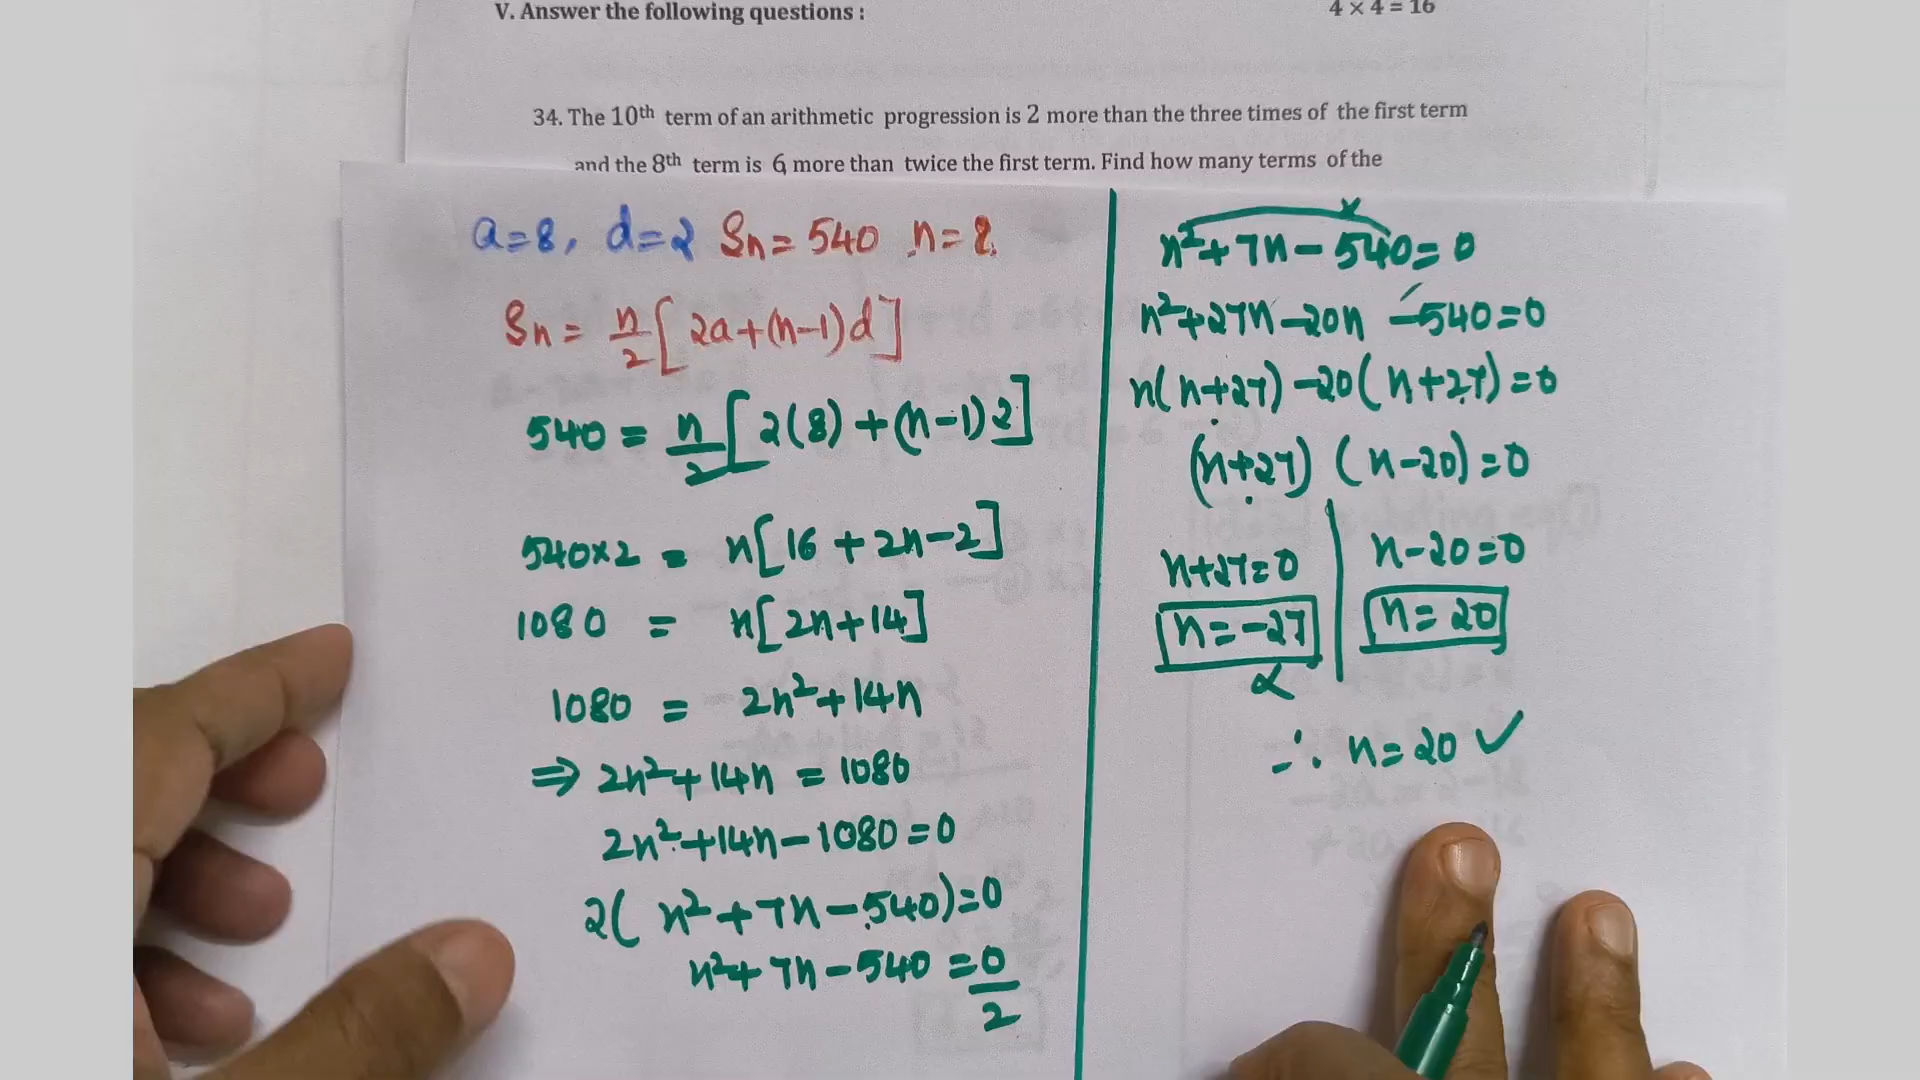 V. Answer the following questions :
4 × 4 = 16
34. The 10th term of an arithmetic progression is 2 more than the three times of the first term
and the 8th term is 6 more than twice the first term. Find how many terms of the
a=8, d=2 Sn = 540 n=?
Sn = n/2 [2a+(n-1)d]
540 = n/2 [2(8) + (n-1)2]
540×2 = n[16 + 2n-2]
1080 = n[2n+14]
1080 = 2n²+14n
⇒ 2n²+14n = 1080
2n²+14n-1080=0
2(n²+7n-540)=0
n²+7n-540 = 0/2
n²+7n-540=0
n²+27n-20n-540=0
n(n+27)-20(n+27)=0
(n+27) (n-20)=0
n+27=0
n=-27
n-20=0
n=20
∴ n=20 ✓